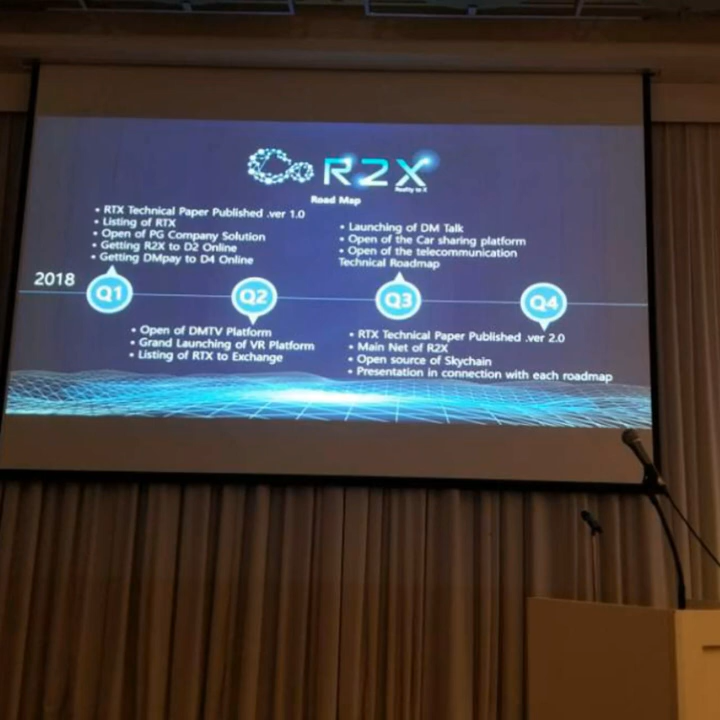 R2X
Reality to X
Road Map
• RTX Technical Paper Published .ver 1.0
• Listing of RTX
• Open of PG Company Solution
• Getting R2X to D2 Online
• Getting DMpay to D4 Online
• Launching of DM Talk
• Open of the Car sharing platform
• Open of the telecommunication
Technical Roadmap
2018
Q1
Q2
Q3
Q4
• Open of DMTV Platform
• Grand Launching of VR Platform
• Listing of RTX to Exchange
• RTX Technical Paper Published .ver 2.0
• Main Net of R2X
• Open source of Skychain
• Presentation in connection with each roadmap